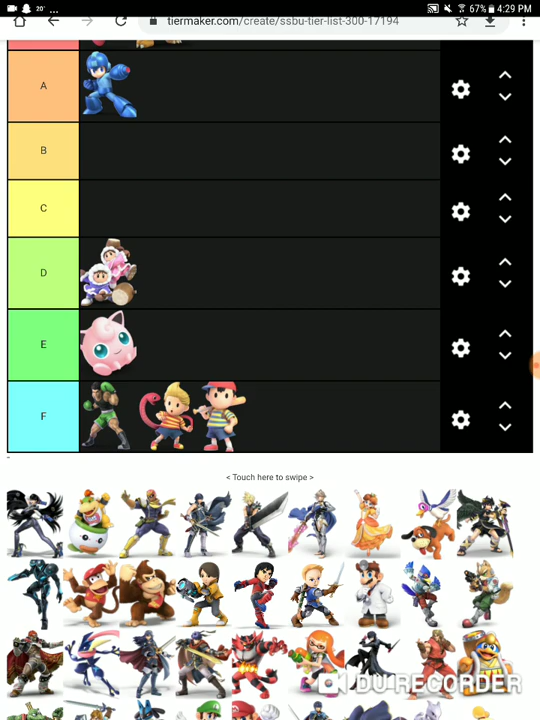 20°
67%
4:29 PM
tiermaker.com/create/ssbu-tier-list-300-17194
A
B
C
D
E
F
< Touch here to swipe >
DU RECORDER